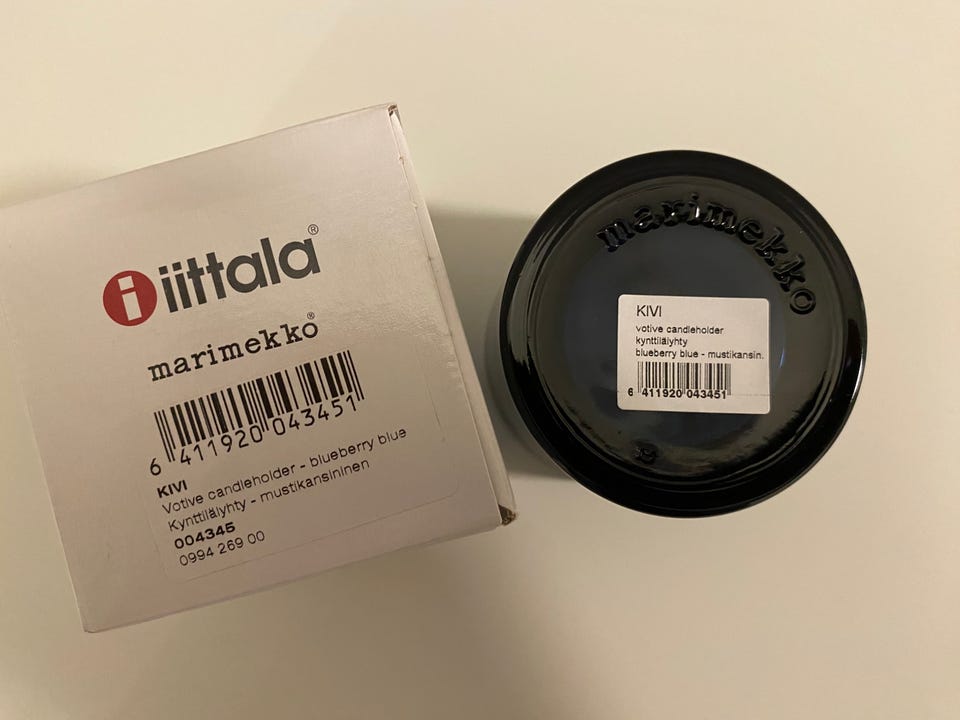 iittala®
marimekko®
6 411920 043451
KIVI
Votive candleholder - blueberry blue
Kynttilälyhty - mustikansininen
004345
0994 269 00
marimekko
KIVI
votive candleholder
kynttilälyhty
blueberry blue - mustikansin.
6 411920 043451